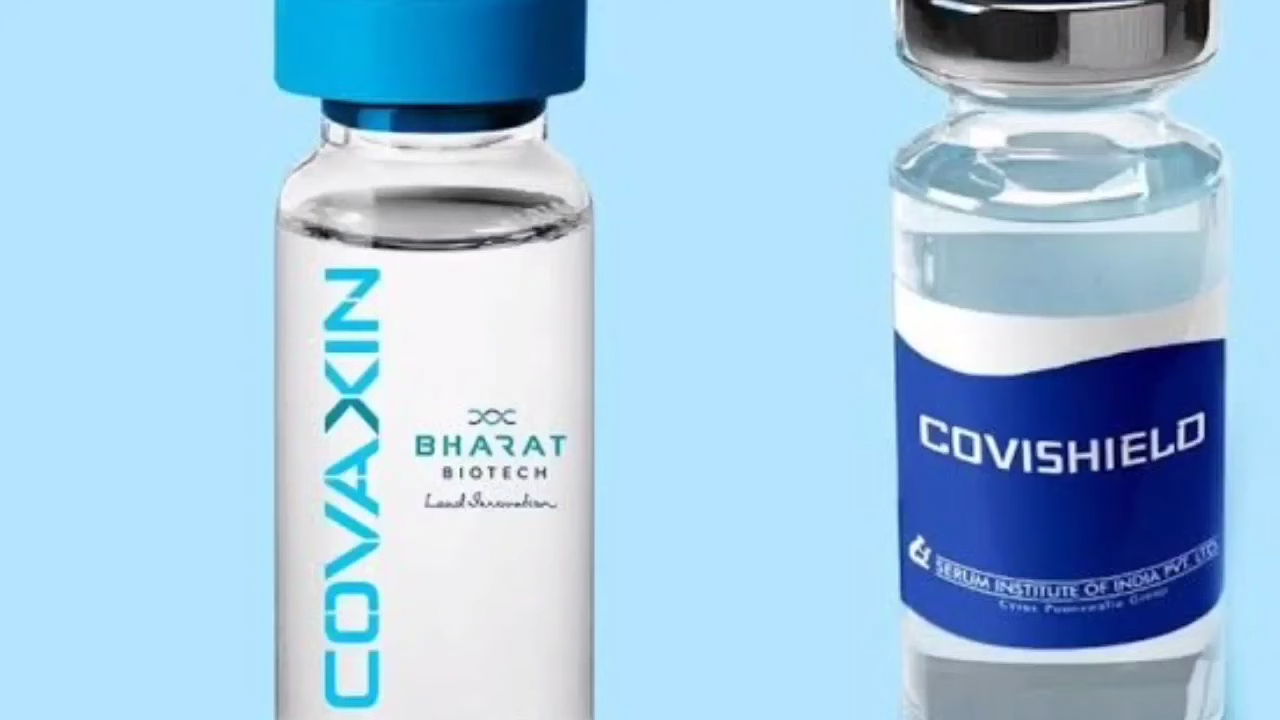 COVAXIN
BHARAT
BIOTECH
Lead Innovation
COVISHIELD
SERUM INSTITUTE OF INDIA PVT. LTD.
Cyrus Poonawalla Group